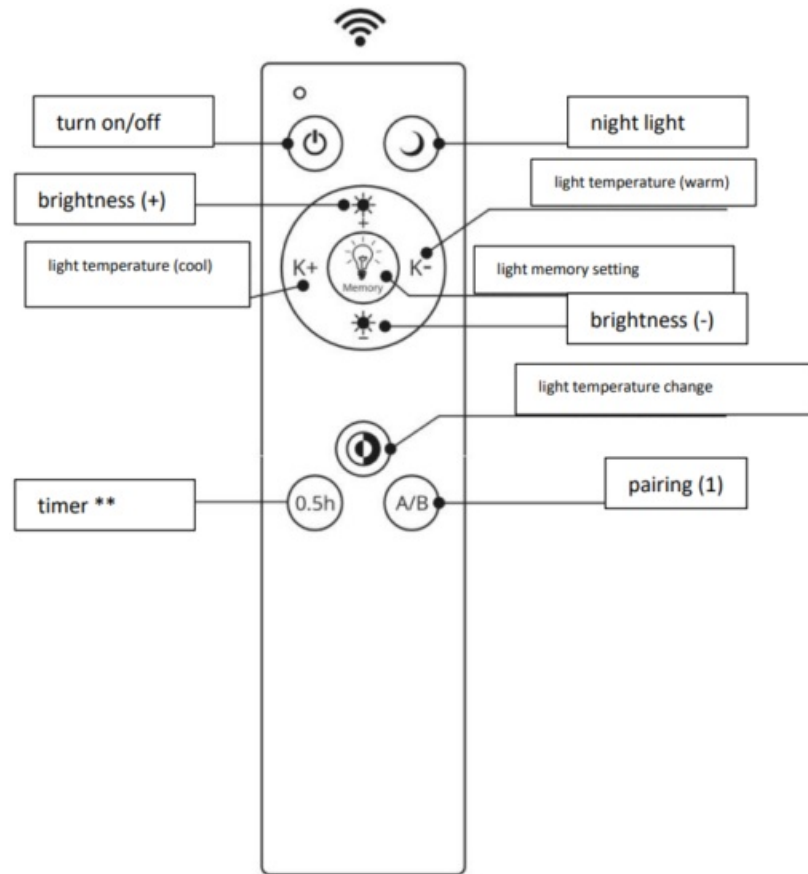 turn on/off
night light
light temperature (warm)
brightness (+)
+
light temperature (cool)
K+
K-
light memory setting
Memory
brightness (-)
-
light temperature change
pairing (1)
timer **
0.5h
A/B